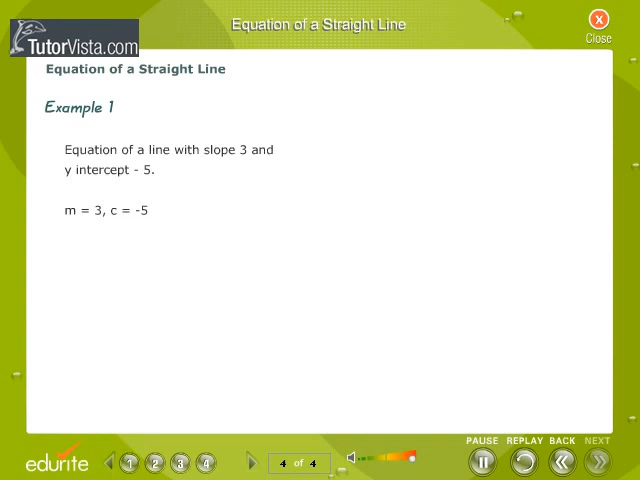 Equation of a Straight Line
X
Close
TutorVista.com
Equation of a Straight Line
Example 1
Equation of a line with slope 3 and
y intercept - 5.
m = 3, c = -5
PAUSE REPLAY BACK NEXT
edurite
1 2 3 4
4 of 4